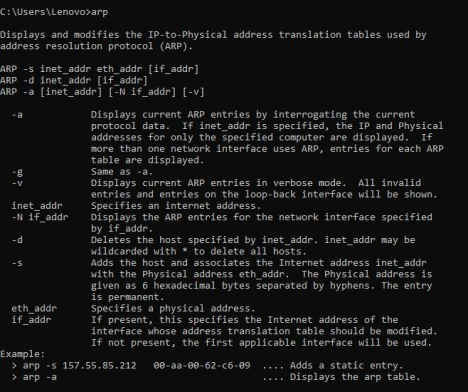 C:\Users\Lenovo>arp
Displays and modifies the IP-to-Physical address translation tables used by
address resolution protocol (ARP).
ARP -s inet_addr eth_addr [if_addr]
ARP -d inet_addr [if_addr]
ARP -a [inet_addr] [-N if_addr] [-v]
-a Displays current ARP entries by interrogating the current
protocol data. If inet_addr is specified, the IP and Physical
addresses for only the specified computer are displayed. If
more than one network interface uses ARP, entries for each ARP
table are displayed.
-g Same as -a.
-v Displays current ARP entries in verbose mode. All invalid
entries and entries on the loop-back interface will be shown.
inet_addr Specifies an internet address.
-N if_addr Displays the ARP entries for the network interface specified
by if_addr.
-d Deletes the host specified by inet_addr. inet_addr may be
wildcarded with * to delete all hosts.
-s Adds the host and associates the Internet address inet_addr
with the Physical address eth_addr. The Physical address is
given as 6 hexadecimal bytes separated by hyphens. The entry
is permanent.
eth_addr Specifies a physical address.
if_addr If present, this specifies the Internet address of the
interface whose address translation table should be modified.
If not present, the first applicable interface will be used.
Example:
> arp -s 157.55.85.212 00-aa-00-62-c6-09 .... Adds a static entry.
> arp -a .... Displays the arp table.